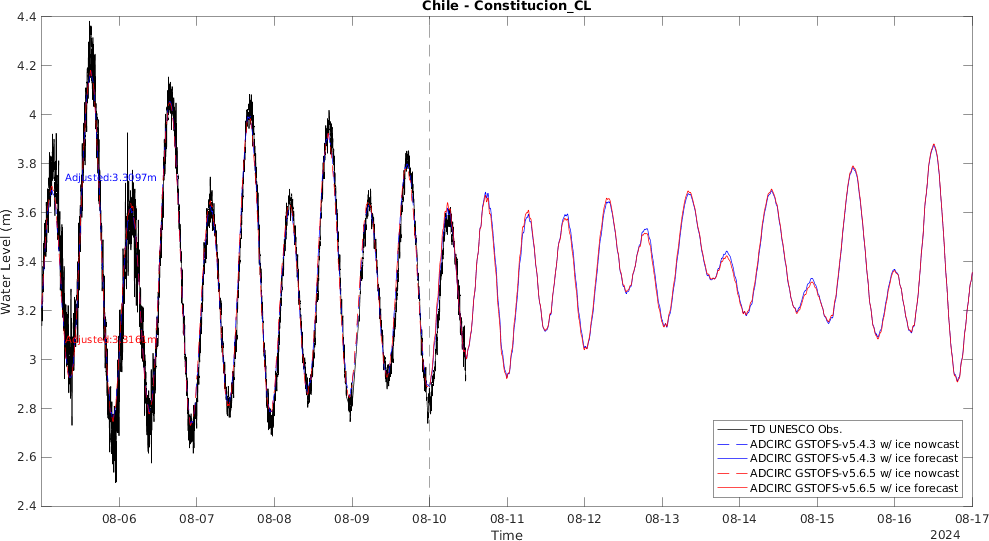 Chile - Constitucion_CL
4.4
4.2
4
3.8
3.6
3.4
3.2
3
2.8
2.6
2.4
Water Level (m)
Adjusted:3.3097m
Adjusted:3.3161m
TD UNESCO Obs.
ADCIRC GSTOFS-v5.4.3 w/ ice nowcast
ADCIRC GSTOFS-v5.4.3 w/ ice forecast
ADCIRC GSTOFS-v5.6.5 w/ ice nowcast
ADCIRC GSTOFS-v5.6.5 w/ ice forecast
08-06 08-07 08-08 08-09 08-10 08-11 08-12 08-13 08-14 08-15 08-16 08-17
Time
2024